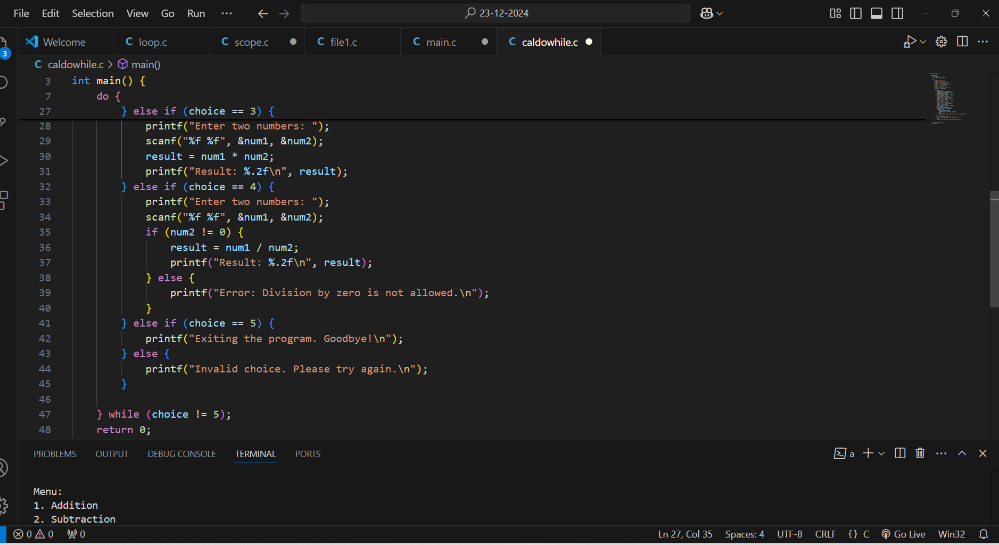 File Edit Selection View Go Run ··· 23-12-2024
Welcome C loop.c C scope.c C file1.c C main.c C caldowhile.c
3
C caldowhile.c > main()
3 int main() {
7 do {
27 } else if (choice == 3) {
28 printf("Enter two numbers: ");
29 scanf("%f %f", &num1, &num2);
30 result = num1 * num2;
31 printf("Result: %.2f\n", result);
32 } else if (choice == 4) {
33 printf("Enter two numbers: ");
34 scanf("%f %f", &num1, &num2);
35 if (num2 != 0) {
36 result = num1 / num2;
37 printf("Result: %.2f\n", result);
38 } else {
39 printf("Error: Division by zero is not allowed.\n");
40 }
41 } else if (choice == 5) {
42 printf("Exiting the program. Goodbye!\n");
43 } else {
44 printf("Invalid choice. Please try again.\n");
45 }
46
47 } while (choice != 5);
48 return 0;
PROBLEMS OUTPUT DEBUG CONSOLE TERMINAL PORTS a
Menu:
1. Addition
2. Subtraction
0 0 0 Ln 27, Col 35 Spaces: 4 UTF-8 CRLF {} C Go Live Win32